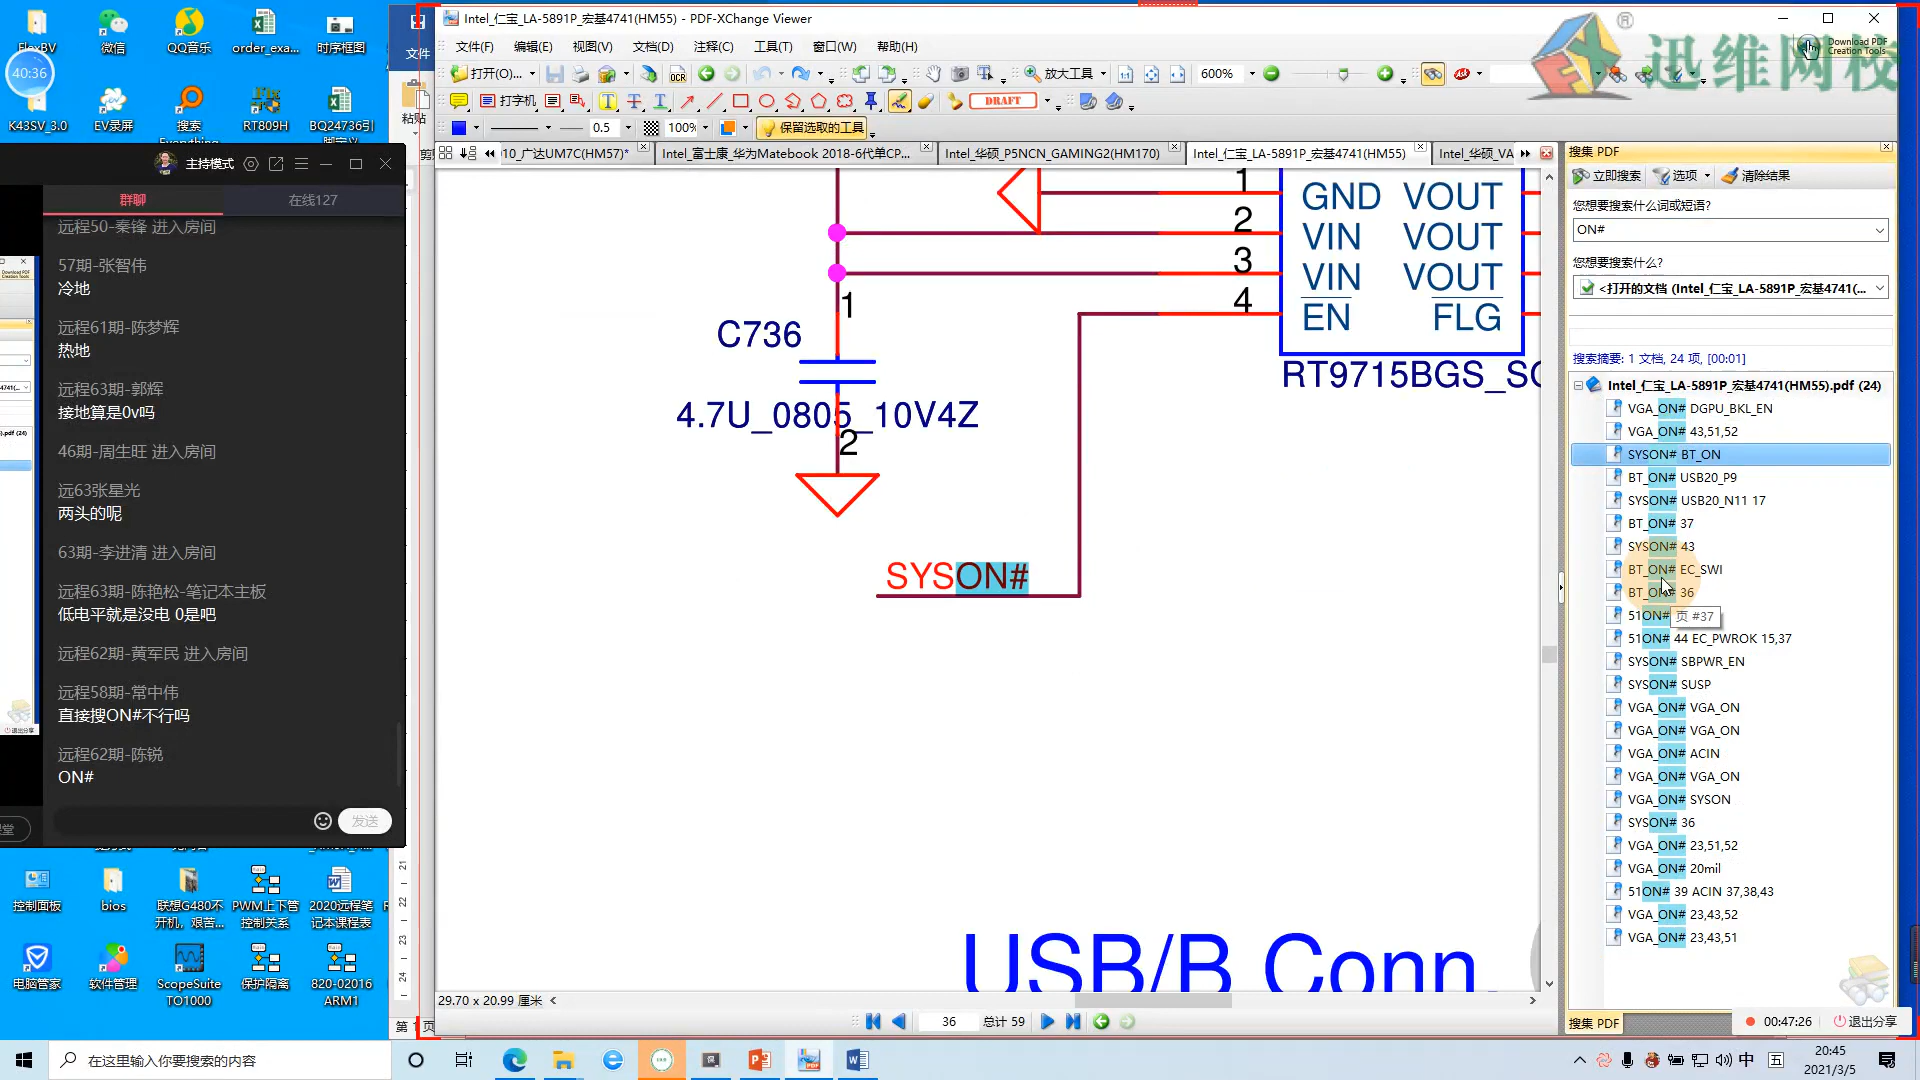 FlexBV
微信
QQ音乐
order_exa...
时序框图
40:36
K43SV_3.0
EV录屏
搜索
Everything
RT809H
BQ24736引
脚定义
主持模式
群聊
在线127
远程50-秦锋 进入房间
57期-张智伟
冷地
远程61期-陈梦辉
热地
远程63期-郭辉
接地算是0v吗
46期-周生旺 进入房间
远63张星光
两头的呢
63期-李进清 进入房间
远程63期-陈艳松-笔记本主板
低电平就是没电 0是吧
远程62期-黄军民 进入房间
远程58期-常中伟
直接搜ON#不行吗
远程62期-陈锐
ON#
发送
控制面板
bios
联想G480不
开机，艰苦...
PWM上下管
控制关系
2020远程笔
记本课程表
电脑管家
软件管理
ScopeSuite
TO1000
保护隔离
820-02016
ARM1
文件
粘贴
21
22
23
24
Intel_仁宝_LA-5891P_宏基4741(HM55) - PDF-XChange Viewer
文件(F) 编辑(E) 视图(V) 文档(D) 注释(C) 工具(T) 窗口(W) 帮助(H)
Download PDF
Creation Tools
迅维网校
®
打开(O)...
OCR
放大工具
600%
打字机
DRAFT
0.5
100%
保留选取的工具
10_广达UM7C(HM57)*
Intel_富士康_华为Matebook 2018-6代单CP...
Intel_华硕_P5NCN_GAMING2(HM170)
Intel_仁宝_LA-5891P_宏基4741(HM55)
Intel_华硕_VA
1
GND VOUT
2
VIN VOUT
3
VIN VOUT
4
EN FLG
RT9715BGS_SO
1
C736
4.7U_0805_10V4Z
2
SYSON#
USB/B Conn.
29.70 x 20.99 厘米
36
总计 59
搜集 PDF
立即搜索 选项 清除结果
您想要搜索什么词或短语?
ON#
您想要搜索什么?
<打开的文档 (Intel_仁宝_LA-5891P_宏基4741(...
搜索摘要: 1 文档, 24 项, [00:01]
Intel_仁宝_LA-5891P_宏基4741(HM55).pdf (24)
VGA_ON# DGPU_BKL_EN
VGA_ON# 43,51,52
SYSON# BT_ON
BT_ON# USB20_P9
SYSON# USB20_N11 17
BT_ON# 37
SYSON# 43
BT_ON# EC_SWI
BT_ON# 36
51ON#
页 #37
51ON# 44 EC_PWROK 15,37
SYSON# SBPWR_EN
SYSON# SUSP
VGA_ON# VGA_ON
VGA_ON# VGA_ON
VGA_ON# ACIN
VGA_ON# VGA_ON
VGA_ON# SYSON
SYSON# 36
VGA_ON# 23,51,52
VGA_ON# 20mil
51ON# 39 ACIN 37,38,43
VGA_ON# 23,43,52
VGA_ON# 23,43,51
搜集 PDF
00:47:26
退出分享
在这里输入你要搜索的内容
中
20:45
2021/3/5